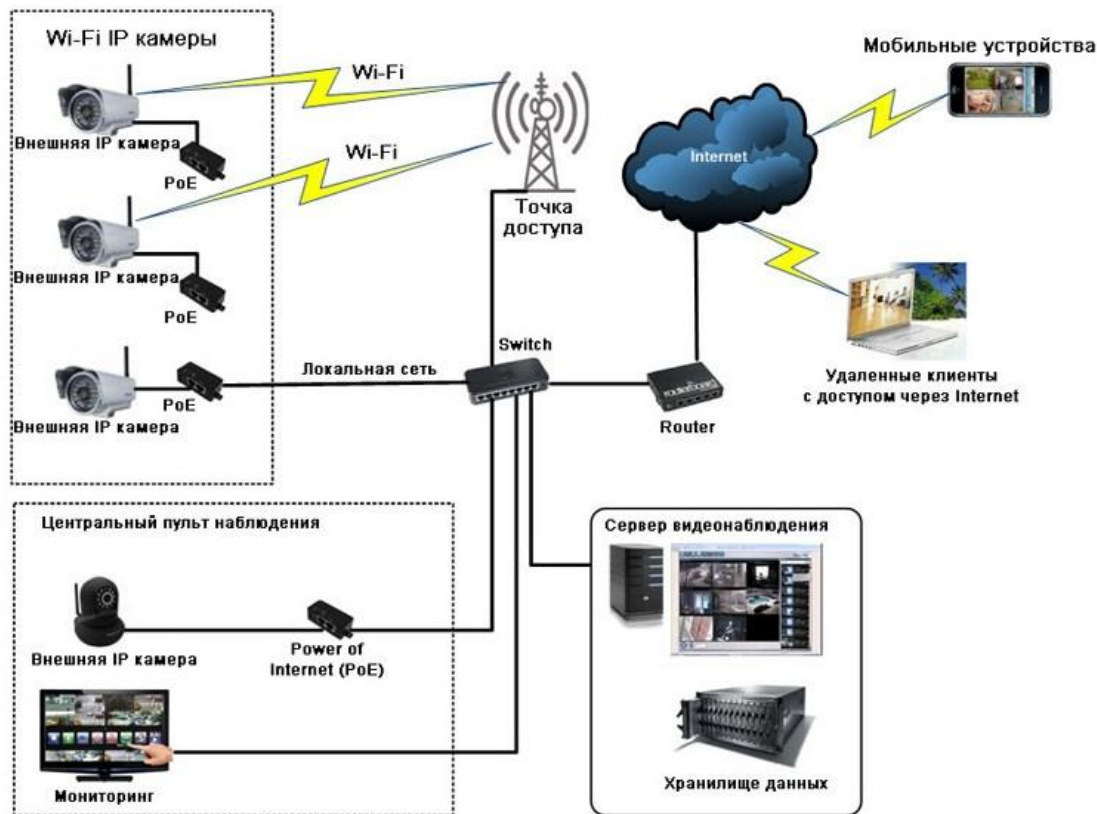 Wi-Fi IP камеры
Wi-Fi
Мобильные устройства
Внешняя IP камера
PoE
Wi-Fi
Internet
Точка
доступа
Внешняя IP камера
PoE
Switch
Локальная сеть
Удаленные клиенты
с доступом через Internet
PoE
Внешняя IP камера
routerboard
Router
Центральный пульт наблюдения
Сервер видеонаблюдения
Внешняя IP камера
Power of
Internet (PoE)
Мониторинг
Хранилище данных